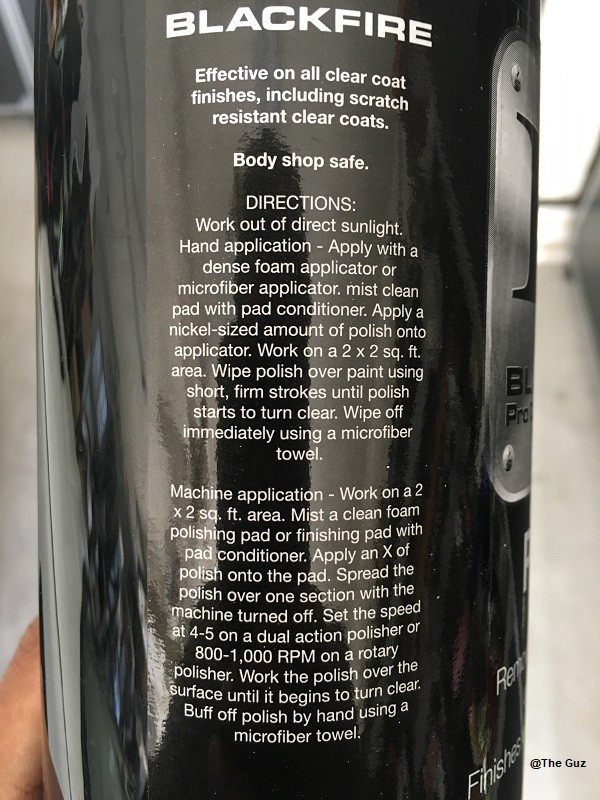 BLACKFIRE
Effective on all clear coat
finishes, including scratch
resistant clear coats.
Body shop safe.
DIRECTIONS:
Work out of direct sunlight.
Hand application - Apply with a
dense foam applicator or
microfiber applicator. mist clean
pad with pad conditioner. Apply a
nickel-sized amount of polish onto
applicator. Work on a 2 x 2 sq. ft.
area. Wipe polish over paint using
short, firm strokes until polish
starts to turn clear. Wipe off
immediately using a microfiber
towel.
Machine application - Work on a 2
x 2 sq. ft. area. Mist a clean foam
polishing pad or finishing pad with
pad conditioner. Apply an X of
polish onto the pad. Spread the
polish over one section with the
machine turned off. Set the speed
at 4-5 on a dual action polisher or
800-1,000 RPM on a rotary
polisher. Work the polish over the
surface until it begins to turn clear.
Buff off polish by hand using a
microfiber towel.
BL
Pro
Remo
Finishes
@The Guz